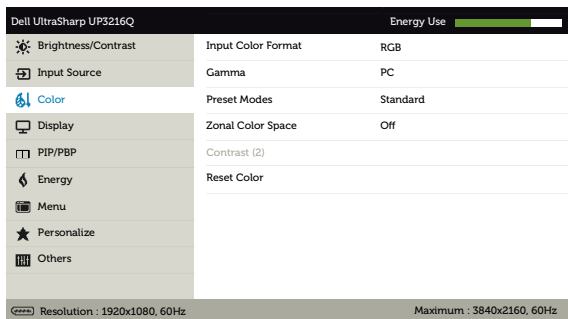 Dell UltraSharp UP3216Q Energy Use
Brightness/Contrast Input Color Format RGB
Input Source Gamma PC
Color Preset Modes Standard
Display Zonal Color Space Off
PIP/PBP Contrast (2)
Energy Reset Color
Menu
Personalize
Others
Resolution : 1920x1080, 60Hz Maximum : 3840x2160, 60Hz